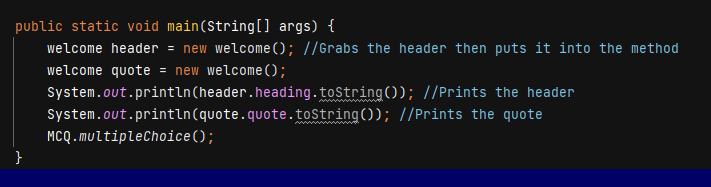 public static void main(String[] args) {
welcome header = new welcome(); //Grabs the header then puts it into the method
welcome quote = new welcome();
System.out.println(header.heading.toString()); //Prints the header
System.out.println(quote.quote.toString()); //Prints the quote
MCQ.multipleChoice();
}